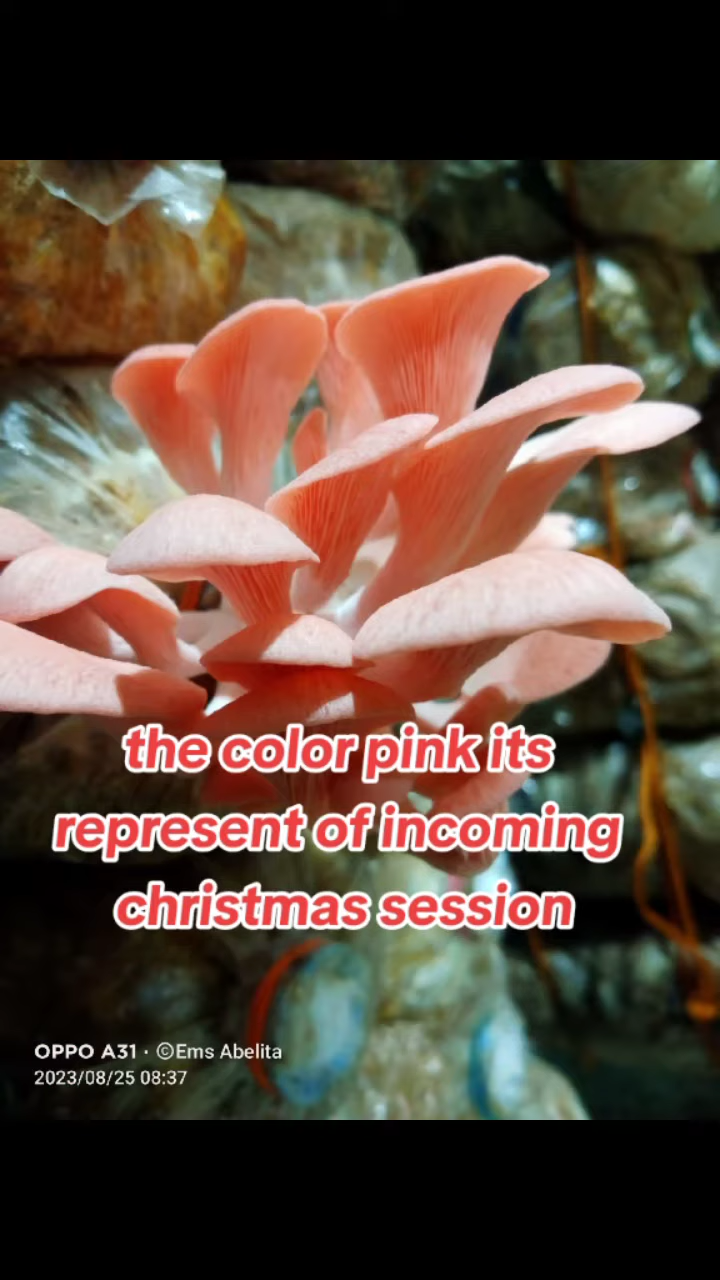 the color pink its
represent of incoming
christmas session
OPPO A31 · ©Ems Abelita
2023/08/25 08:37